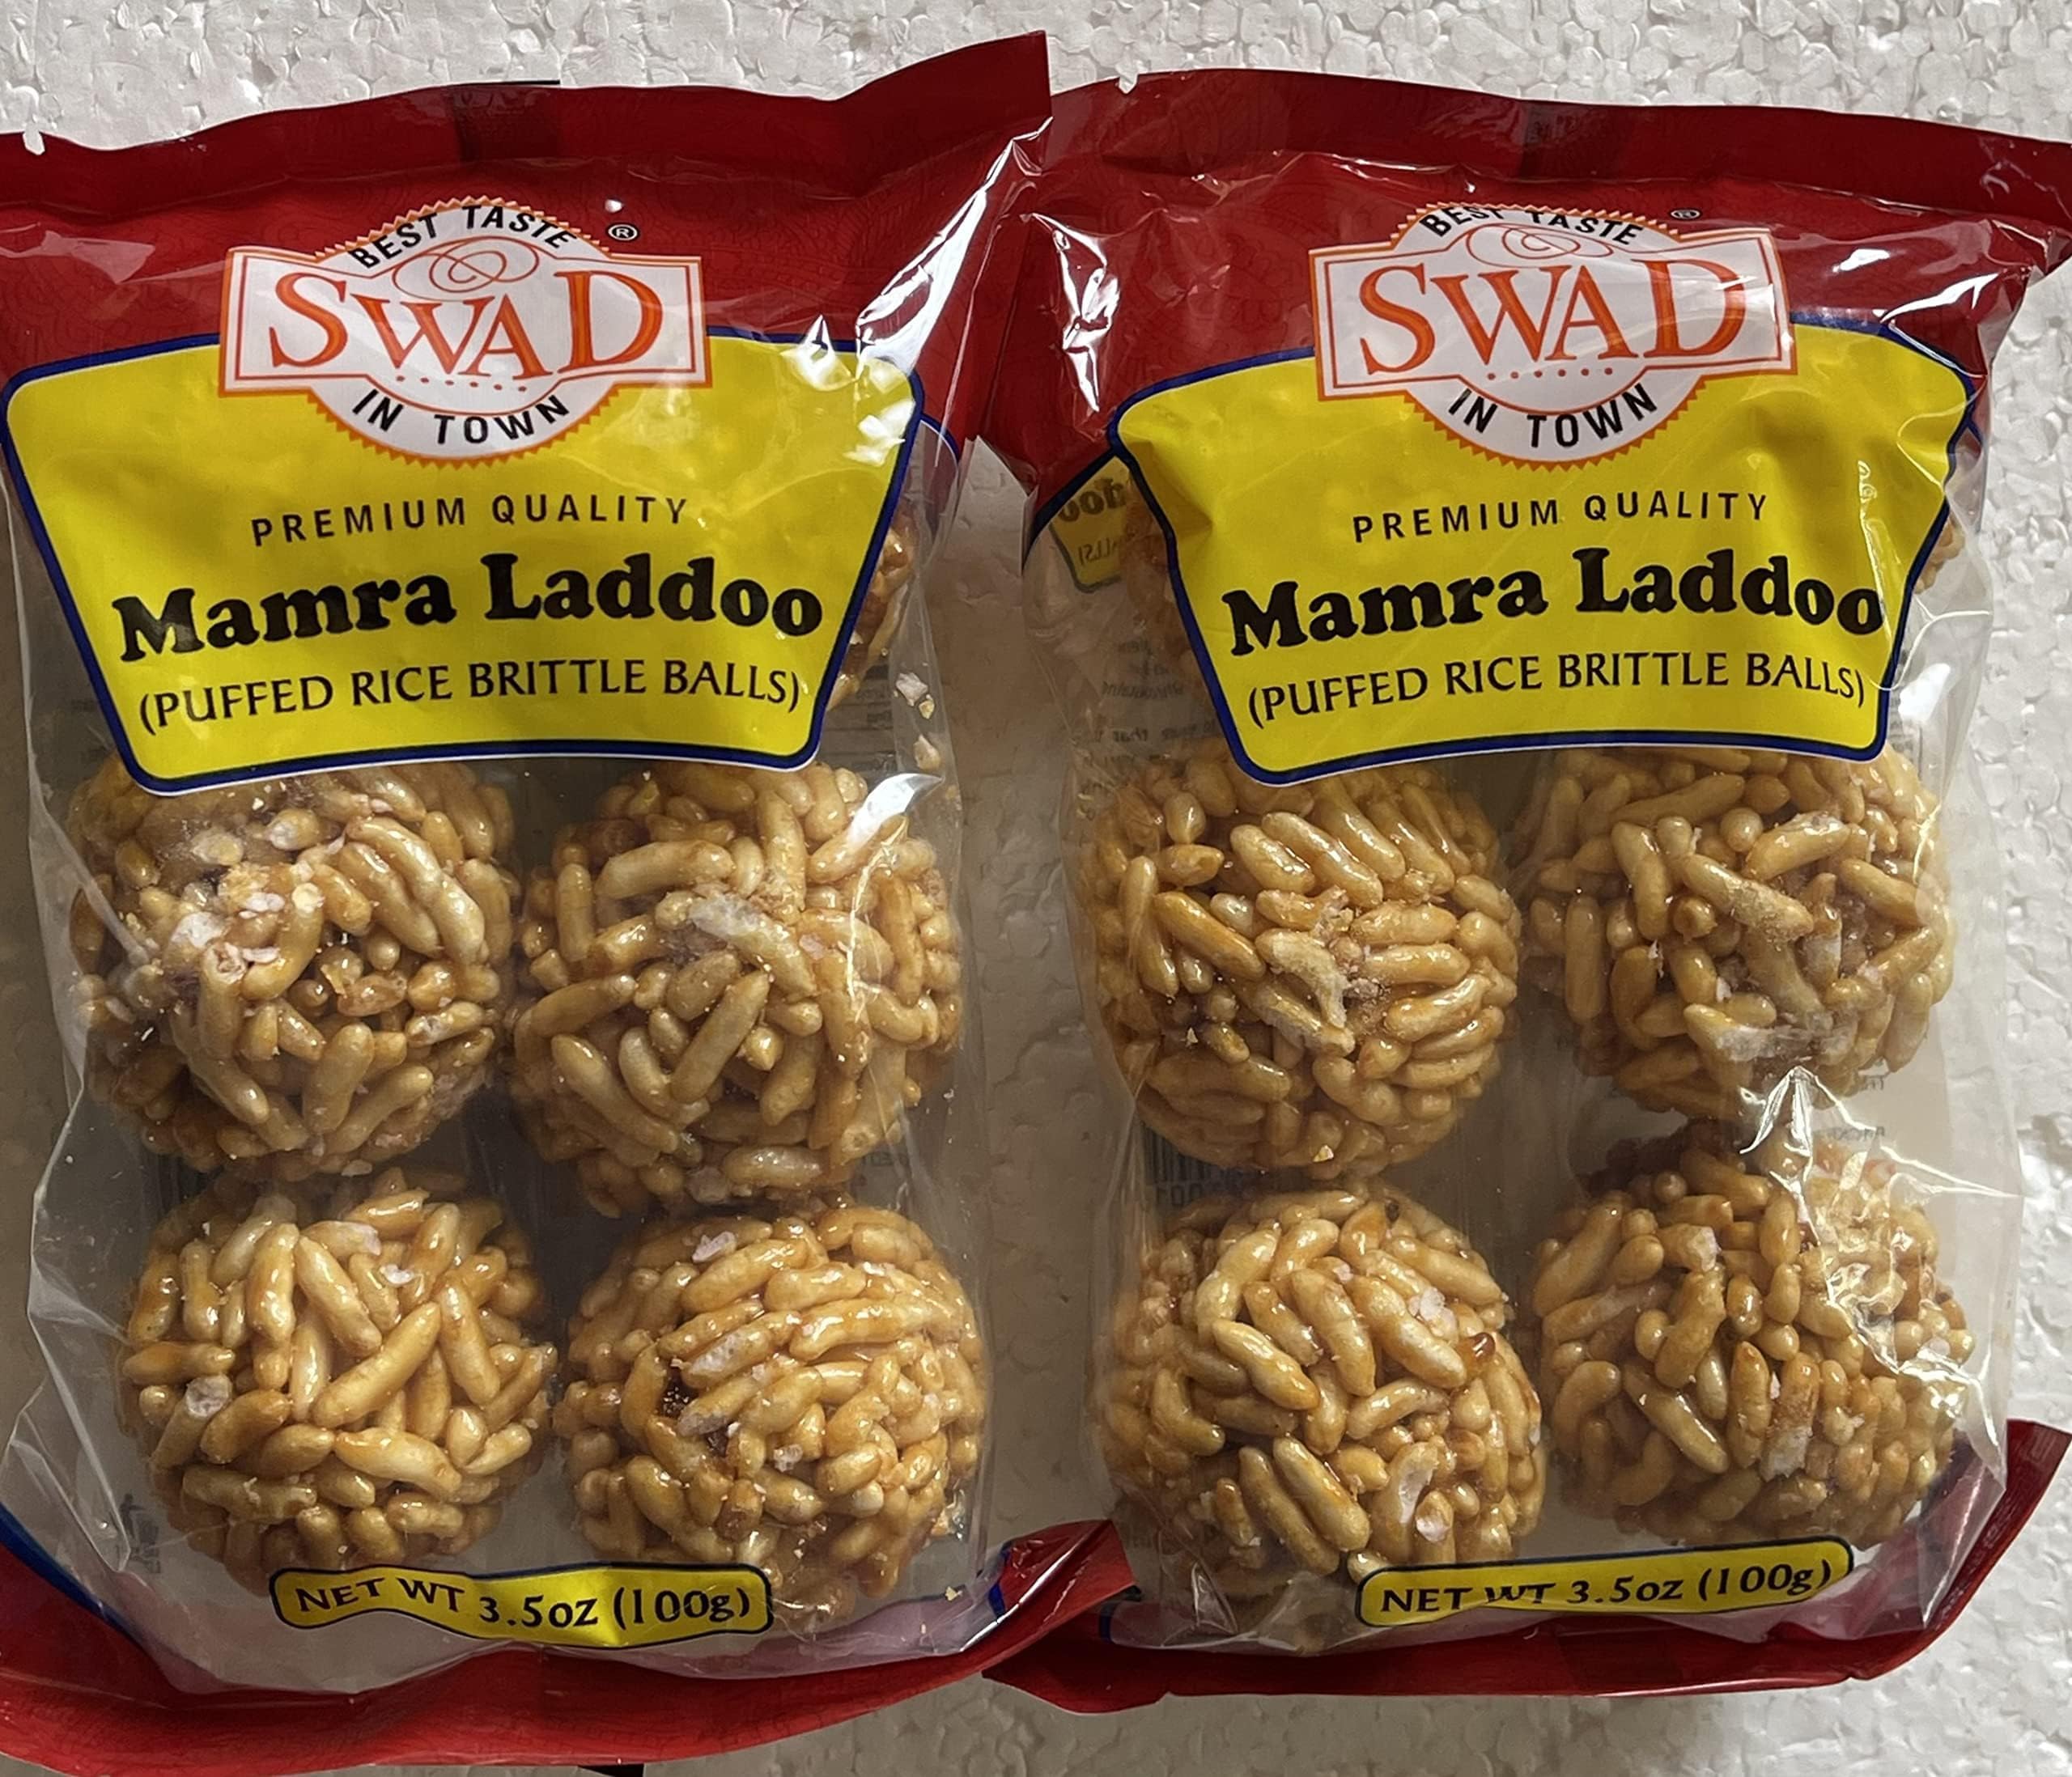 BEST TASTE
®
SWAD
IN TOWN
PREMIUM QUALITY
Mamra Laddoo
(PUFFED RICE BRITTLE BALLS)
NET WT 3.5oz (100g)
BEST TASTE
®
SWAD
IN TOWN
PREMIUM QUALITY
Mamra Laddoo
(PUFFED RICE BRITTLE BALLS)
NET WT 3.5oz (100g)